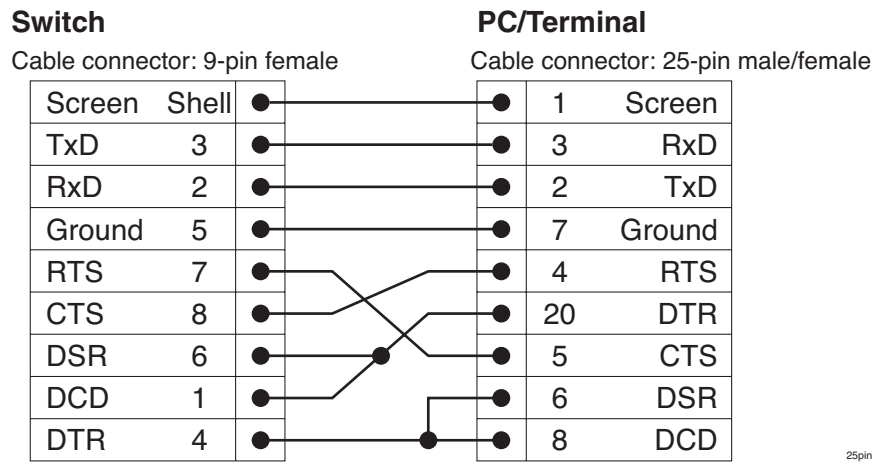 Switch PC/Terminal
Cable connector: 9-pin female Cable connector: 25-pin male/female
Screen Shell 1 Screen
TxD 3 3 RxD
RxD 2 2 TxD
Ground 5 7 Ground
RTS 7 4 RTS
CTS 8 20 DTR
DSR 6 5 CTS
DCD 1 6 DSR
DTR 4 8 DCD
25pin